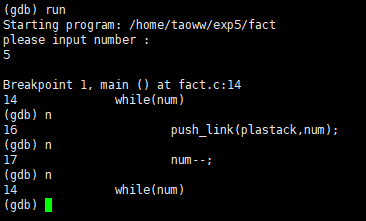 (gdb) run
Starting program: /home/taoww/exp5/fact
please input number :
5

Breakpoint 1, main () at fact.c:14
14              while(num)
(gdb) n
16                      push_link(plastack,num);
(gdb) n
17                      num--;
(gdb) n
14              while(num)
(gdb)